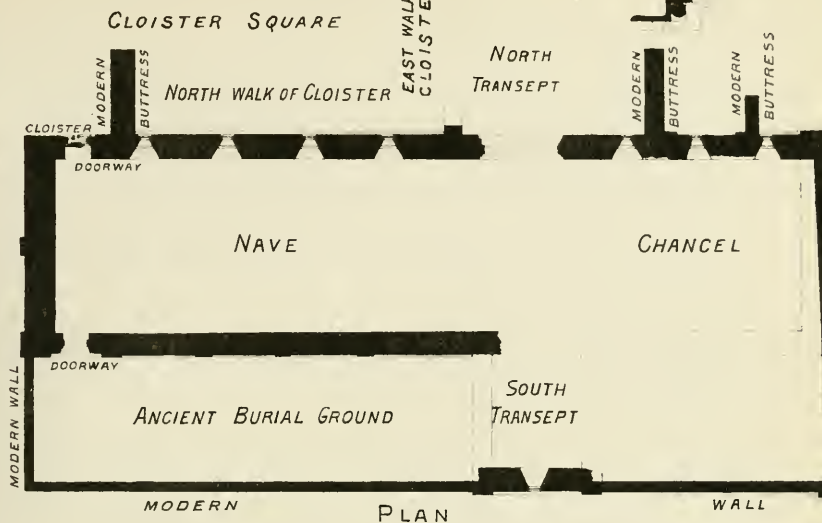 CLOISTER SQUARE
EAST WALK
CLOISTER
NORTH
TRANSEPT
MODERN
BUTTRESS
NORTH WALK OF CLOISTER
MODERN
BUTTRESS
MODERN
BUTTRESS
CLOISTER
DOORWAY
NAVE
CHANCEL
DOORWAY
MODERN WALL
ANCIENT BURIAL GROUND
SOUTH
TRANSEPT
MODERN
PLAN
WALL